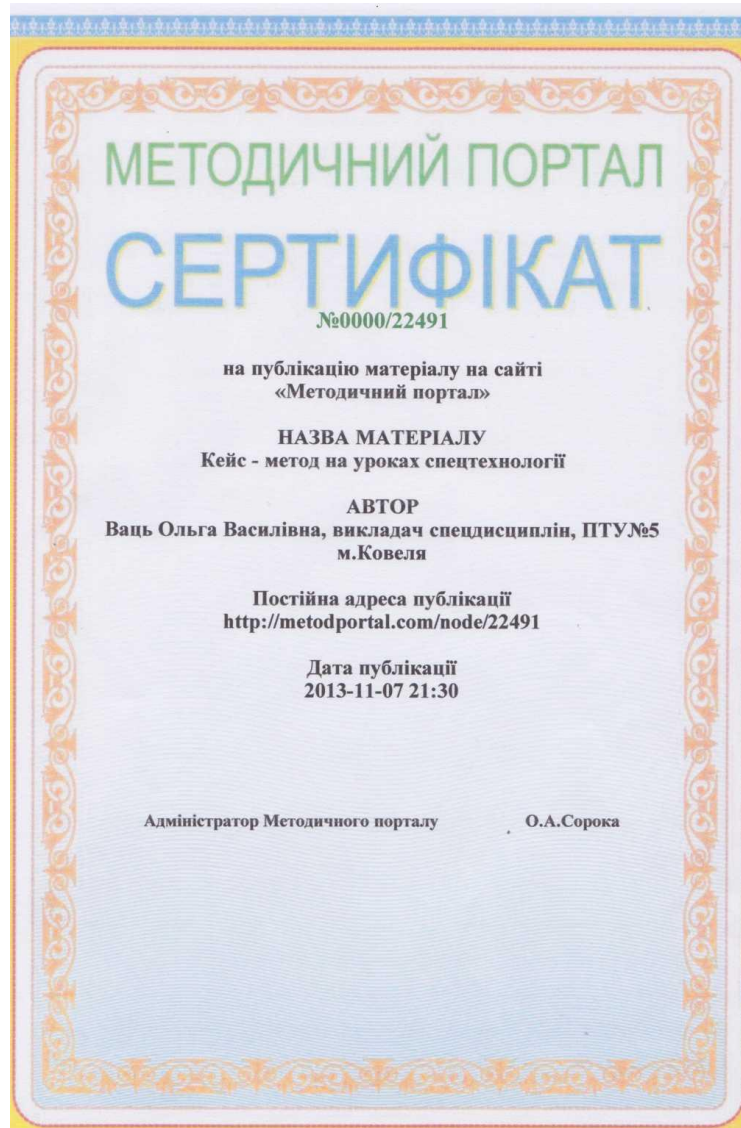 МЕТОДИЧНИЙ ПОРТАЛ
СЕРТИФІКАТ
№0000/22491
на публікацію матеріалу на сайті
«Методичний портал»
НАЗВА МАТЕРІАЛУ
Кейс - метод на уроках спецтехнології
АВТОР
Ваць Ольга Василівна, викладач спецдисциплін, ПТУ№5
м.Ковеля
Постійна адреса публікації
http://metodportal.com/node/22491
Дата публікації
2013-11-07 21:30
Адміністратор Методичного порталу О.А.Сорока